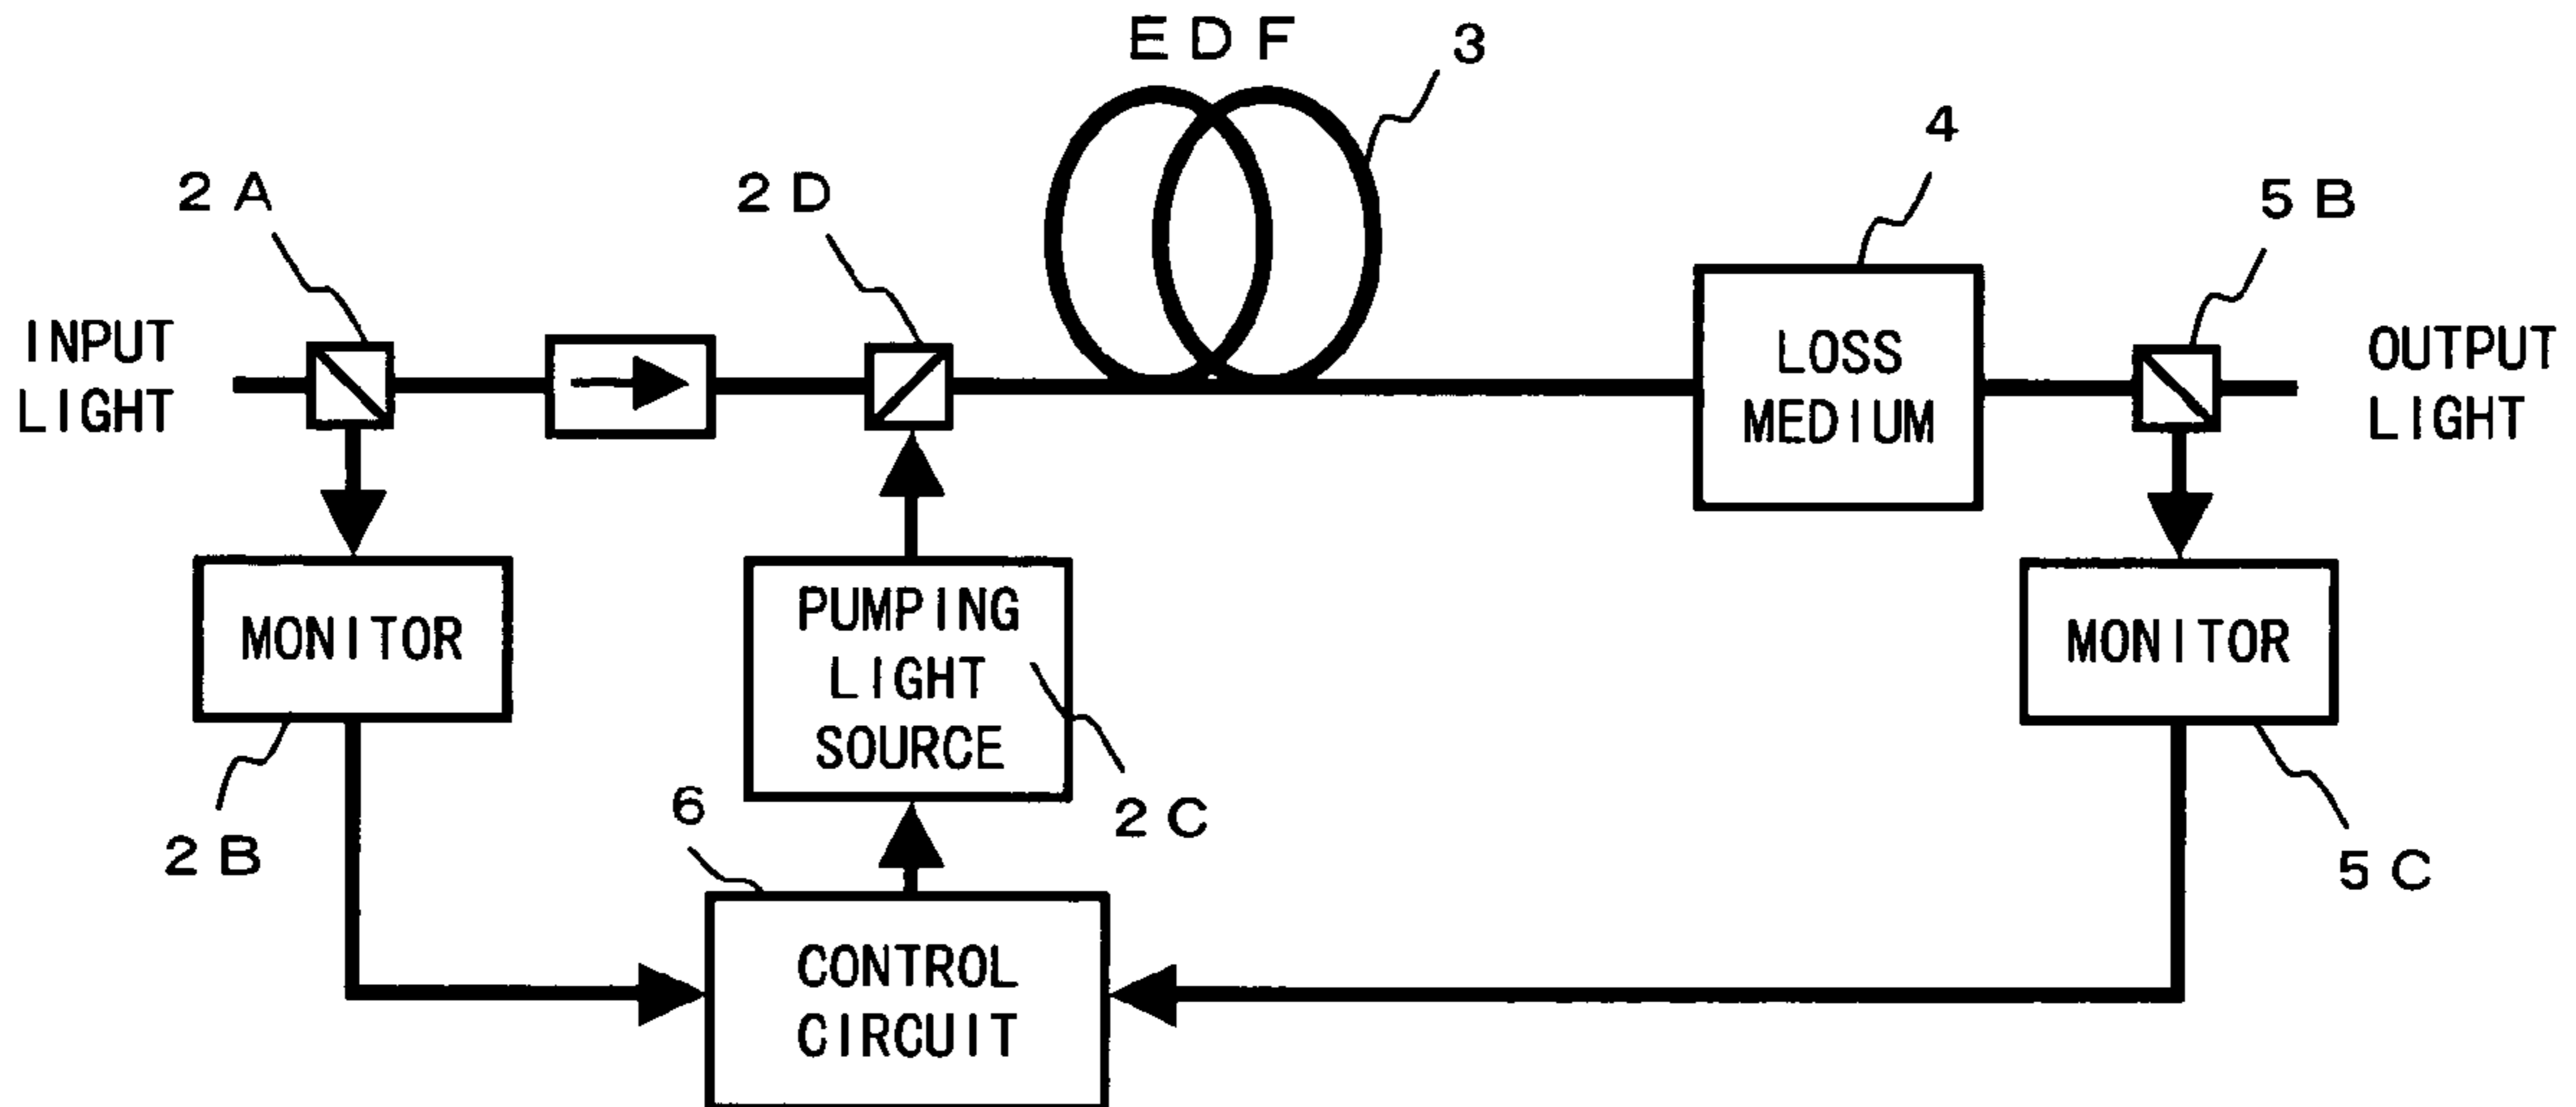 EDF
3
4
2A
2D
5B
INPUT
LIGHT
LOSS
MEDIUM
OUTPUT
LIGHT
MONITOR
PUMPING
LIGHT
SOURCE
MONITOR
6
2C
2B
5C
CONTROL
CIRCUIT